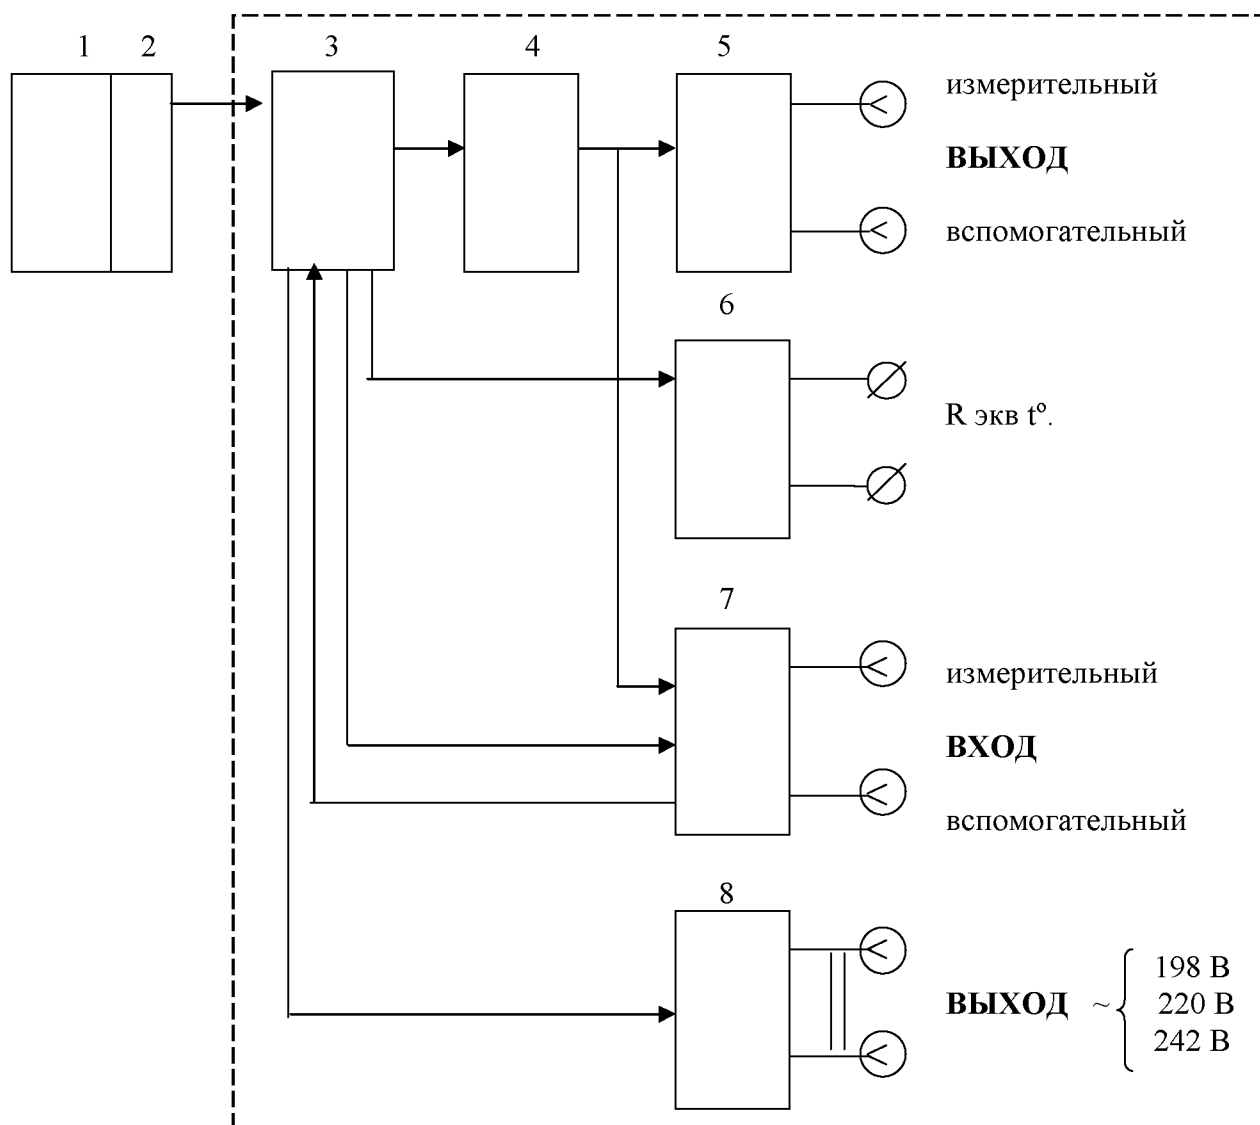 1 2 3 4 5
измерительный
ВЫХОД
вспомогательный
6
R экв tº.
7
измерительный
ВХОД
вспомогательный
8
198 В
ВЫХОД ~ 220 В
242 В